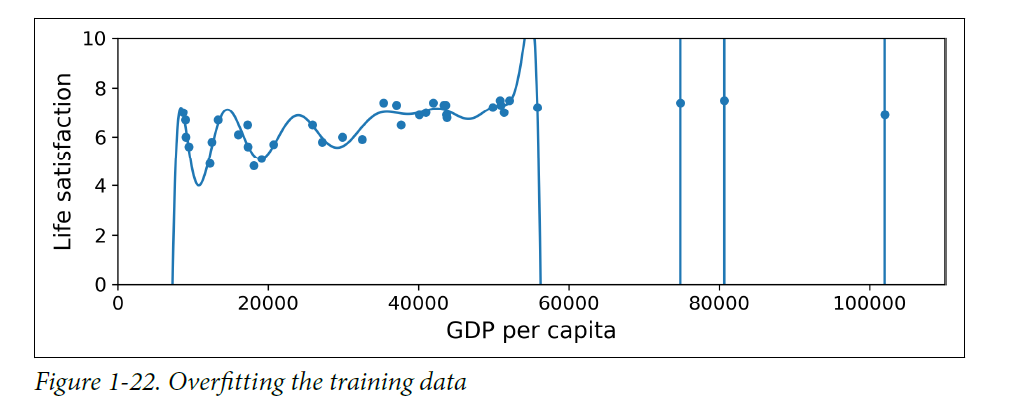 10
8
6
4
2
0
Life satisfaction
0 20000 40000 60000 80000 100000
GDP per capita
Figure 1-22. Overfitting the training data